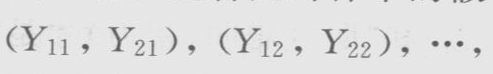 (Y₁₁, Y₂₁), (Y₁₂, Y₂₂), ···,